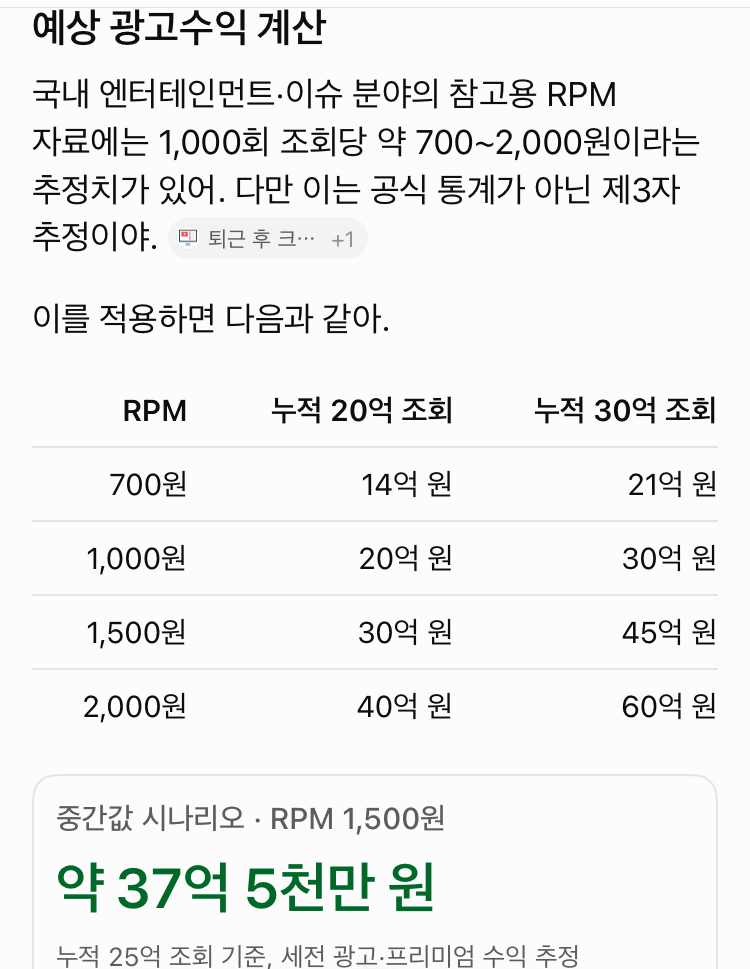 예상 광고수익 계산
국내 엔터테인먼트·이슈 분야의 참고용 RPM
자료에는 1,000회 조회당 약 700~2,000원이라는
추정치가 있어. 다만 이는 공식 통계가 아닌 제3자
추정이야. 퇴근 후 크… +1
이를 적용하면 다음과 같아.
RPM 누적 20억 조회 누적 30억 조회
700원 14억 원 21억 원
1,000원 20억 원 30억 원
1,500원 30억 원 45억 원
2,000원 40억 원 60억 원
중간값 시나리오 · RPM 1,500원
약 37억 5천만 원
누적 25억 조회 기준, 세전 광고·프리미엄 수익 추정